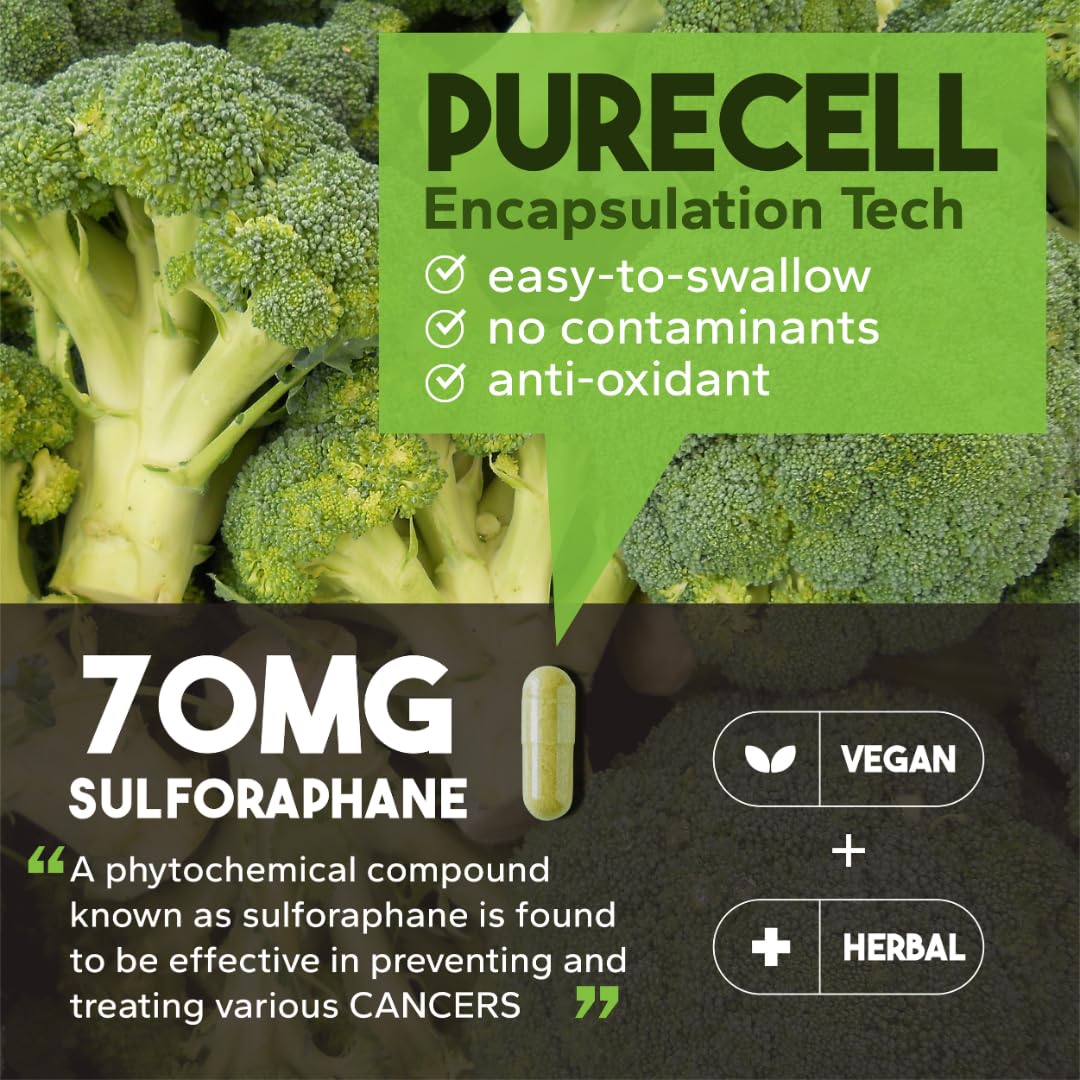 PURECELL
Encapsulation Tech
easy-to-swallow
no contaminants
anti-oxidant
70MG
SULFORAPHANE
“A phytochemical compound
known as sulforaphane is found
to be effective in preventing and
treating various CANCERS”
VEGAN
+
HERBAL